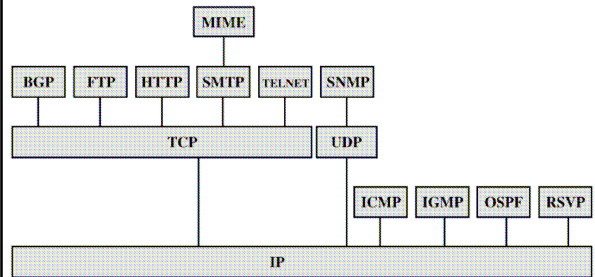 MIME
BGP FTP HTTP SMTP TELNET SNMP
TCP UDP
ICMP IGMP OSPF RSVP
IP